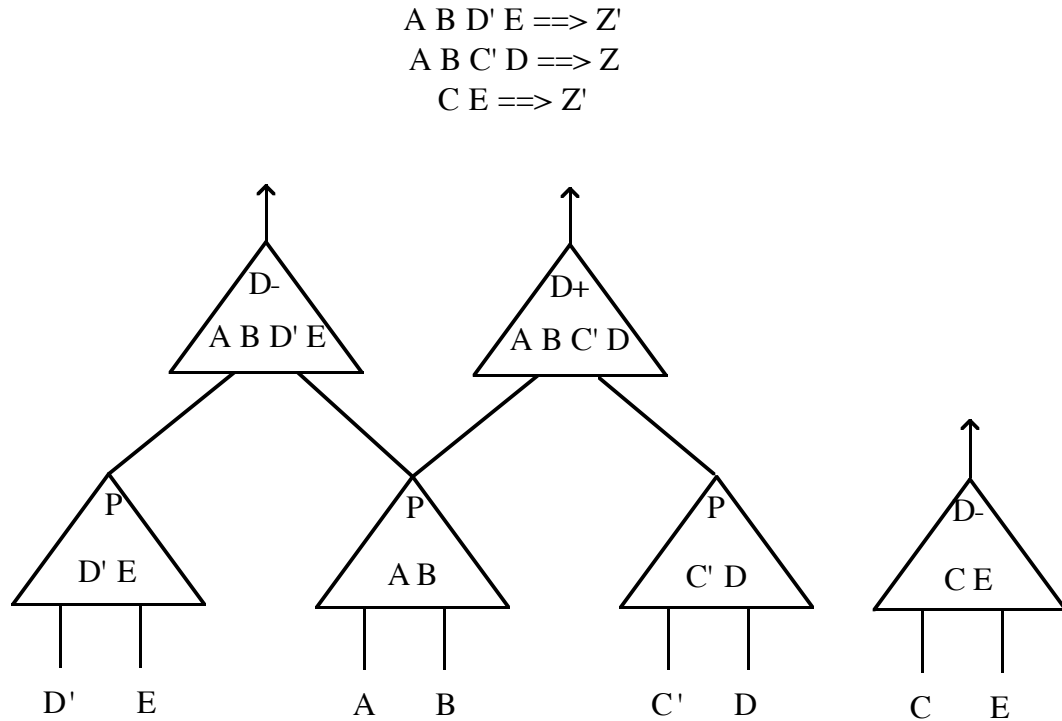 A B D' E ==> Z'
A B C' D ==> Z
C E ==> Z'
D-
A B D' E
D+
A B C' D
P
D' E
P
A B
P
C' D
D-
C E
D' E A B C' D C E